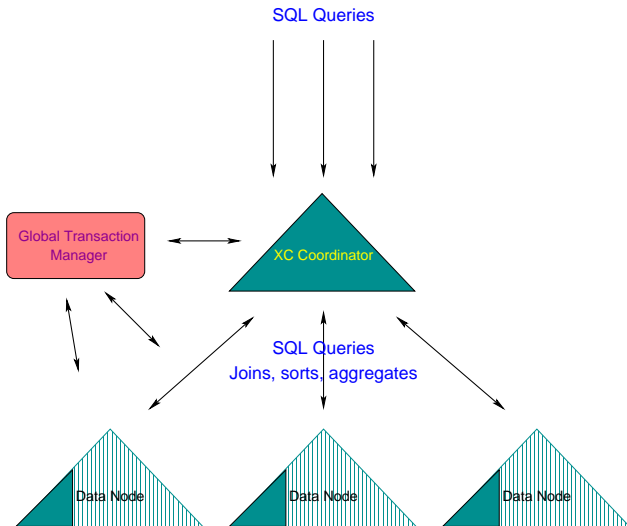 SQL Queries
Global Transaction
Manager
XC Coordinator
SQL Queries
Joins, sorts, aggregates
Data Node
Data Node
Data Node